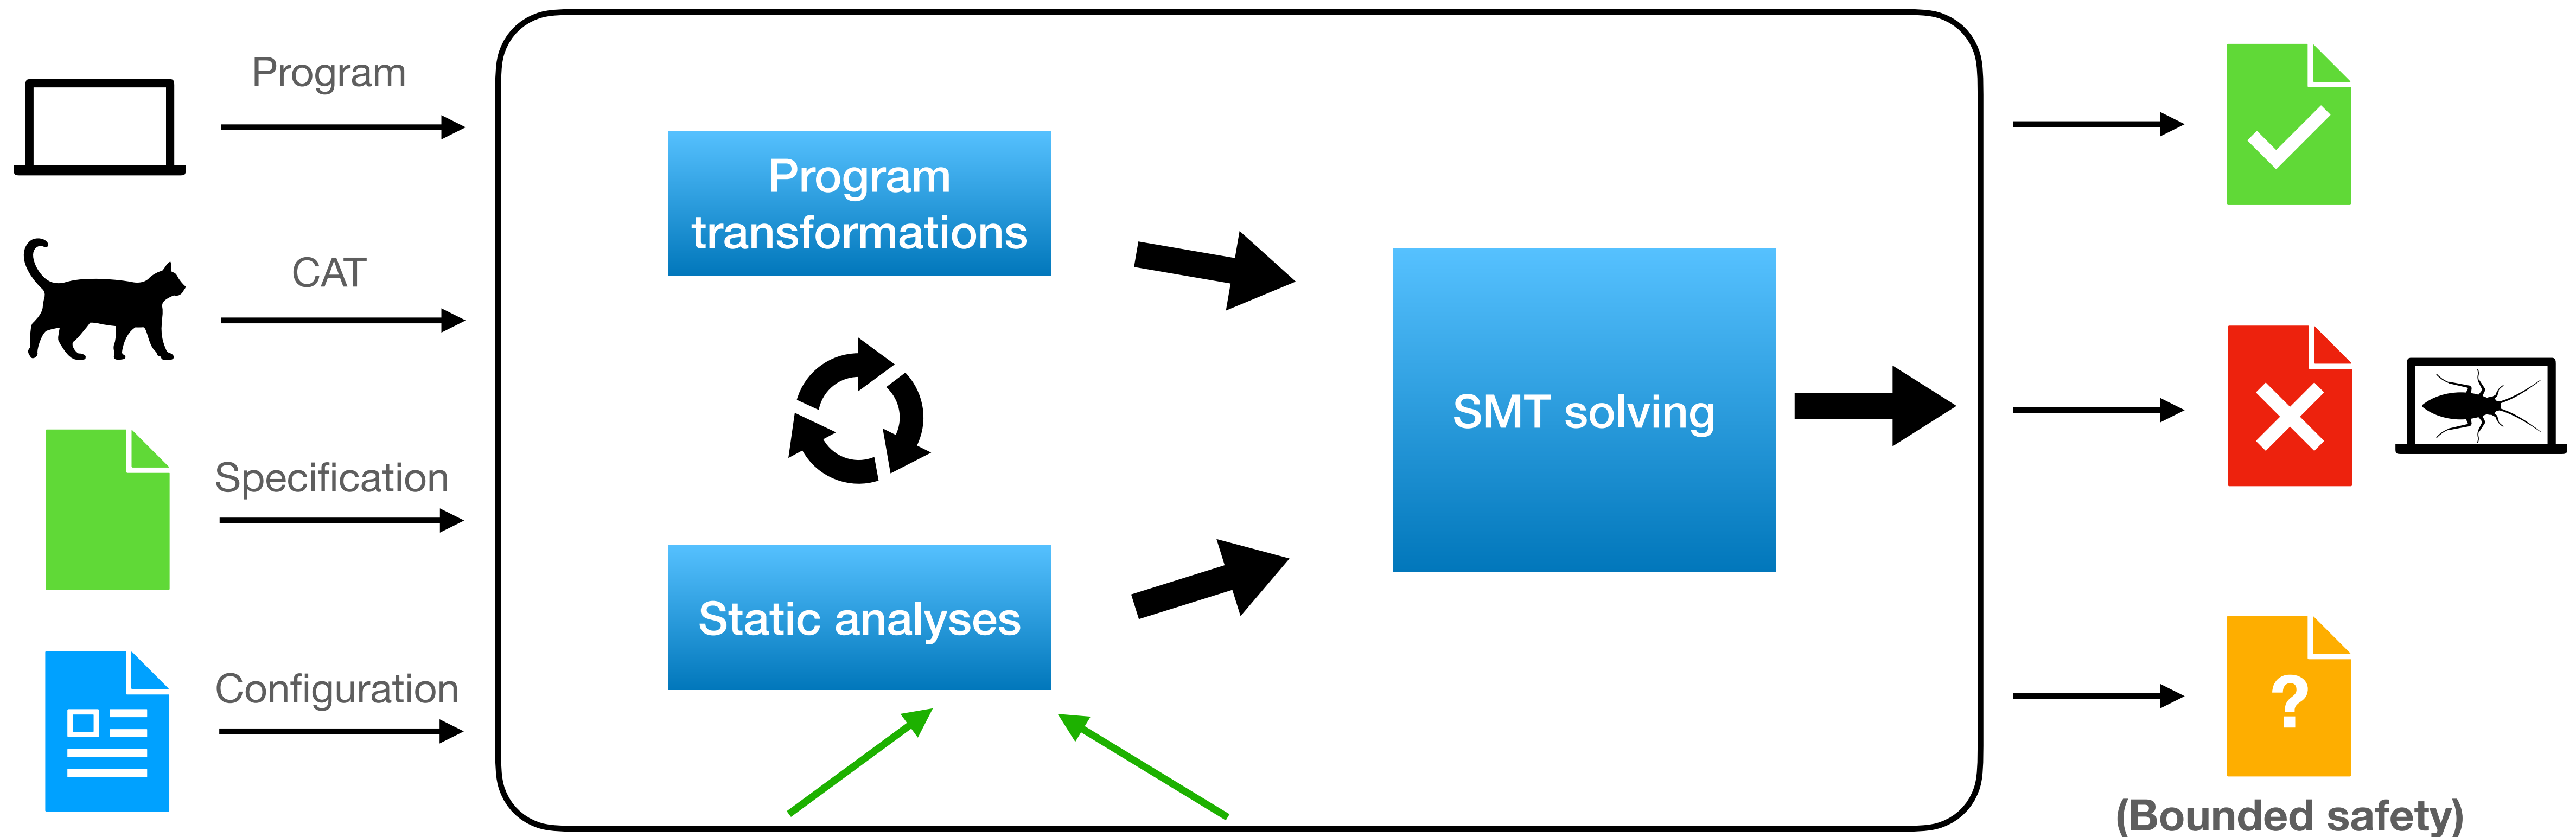 Program
CAT
Specification
Configuration
Program
transformations
Static analyses
SMT solving
?
(Bounded safety)